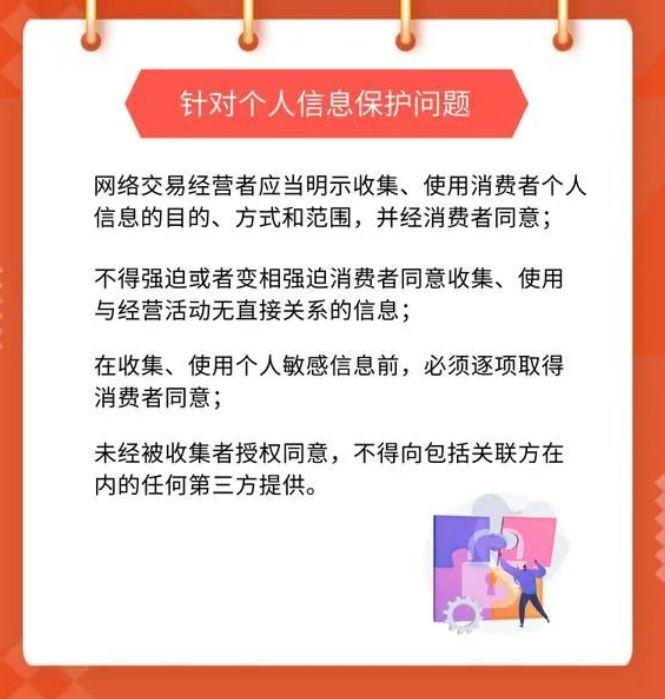 针对个人信息保护问题
网络交易经营者应当明示收集、使用消费者个人
信息的目的、方式和范围，并经消费者同意；
不得强迫或者变相强迫消费者同意收集、使用
与经营活动无直接关系的信息；
在收集、使用个人敏感信息前，必须逐项取得
消费者同意；
未经被收集者授权同意，不得向包括关联方在
内的任何第三方提供。